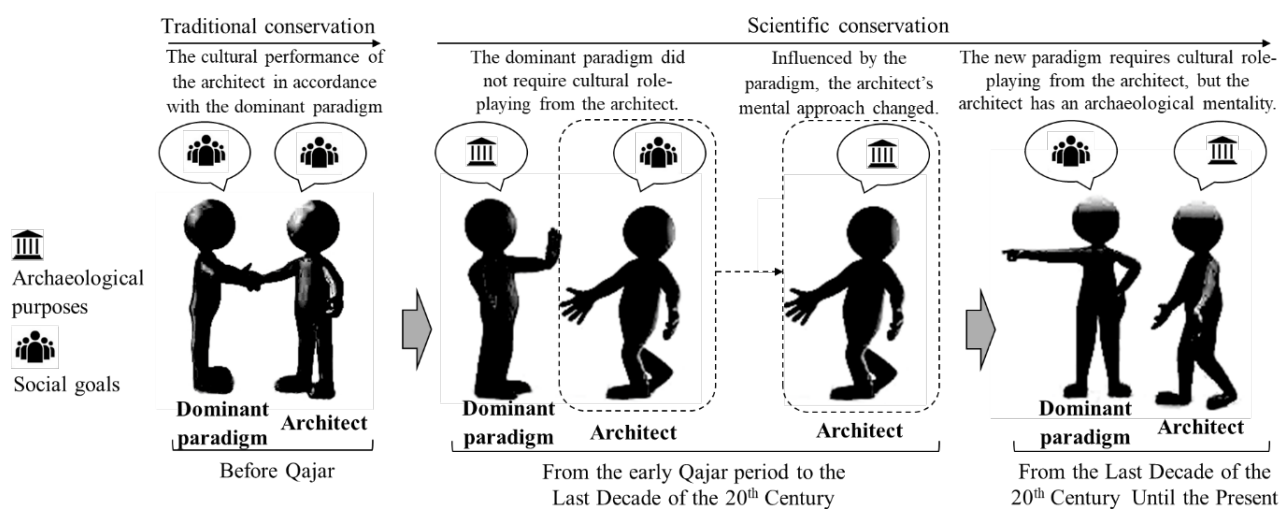 Traditional conservation
The cultural performance of
the architect in accordance
with the dominant paradigm
Scientific conservation
The dominant paradigm did
not require cultural role-
playing from the architect.
Influenced by the
paradigm, the architect's
mental approach changed.
The new paradigm requires cultural role-
playing from the architect, but the
architect has an archaeological mentality.
Archaeological
purposes
Social goals
Dominant
paradigm
Architect
Before Qajar
Dominant
paradigm
Architect
Architect
From the early Qajar period to the
Last Decade of the 20th Century
Dominant
paradigm
Architect
From the Last Decade of the
20th Century Until the Present